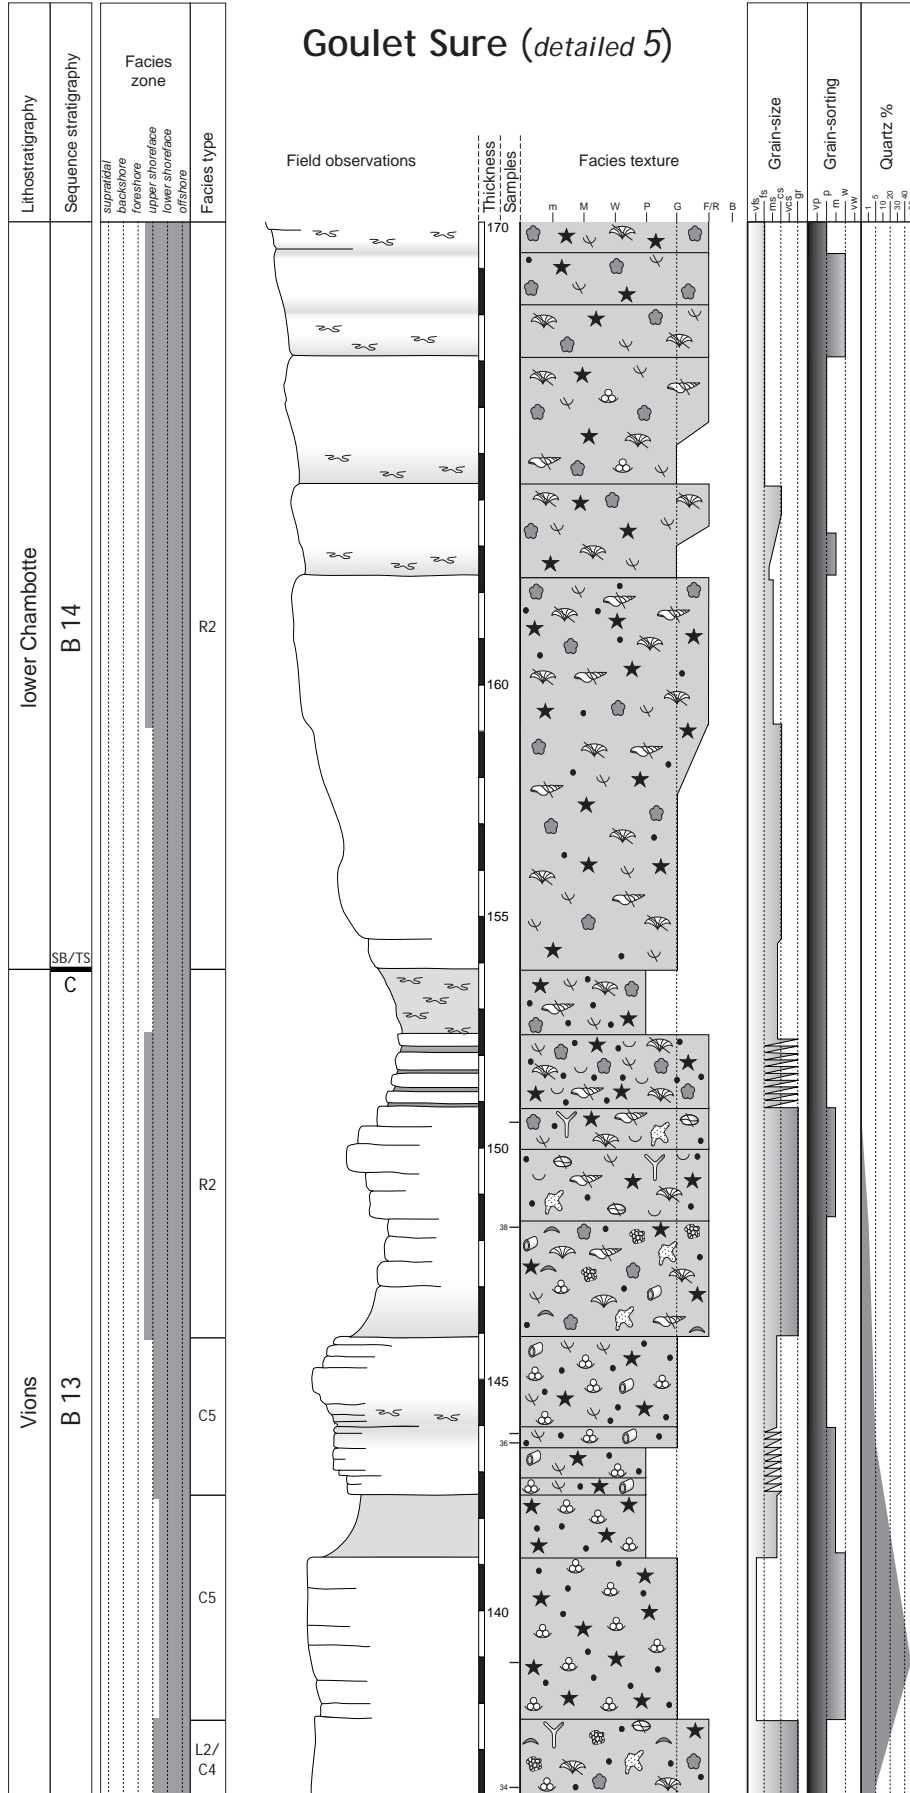 Goulet Sure (detailed 5)
Lithostratigraphy
Sequence stratigraphy
Facies
zone
supratidal
backshore
foreshore
upper shoreface
lower shoreface
offshore
Facies type
Field observations
Thickness
Samples
Facies texture
m
M
W
P
G
F/R
B
Grain-size
vfs
fs
ms
cs
vcs
gr
Grain-sorting
vp
p
m
w
vw
Quartz %
1
5
10
20
30
40
170
lower Chambotte
B 14
R2
160
155
SB/TS
C
150
R2
38
145
Vions
B 13
C5
36
C5
140
L2/
C4
34